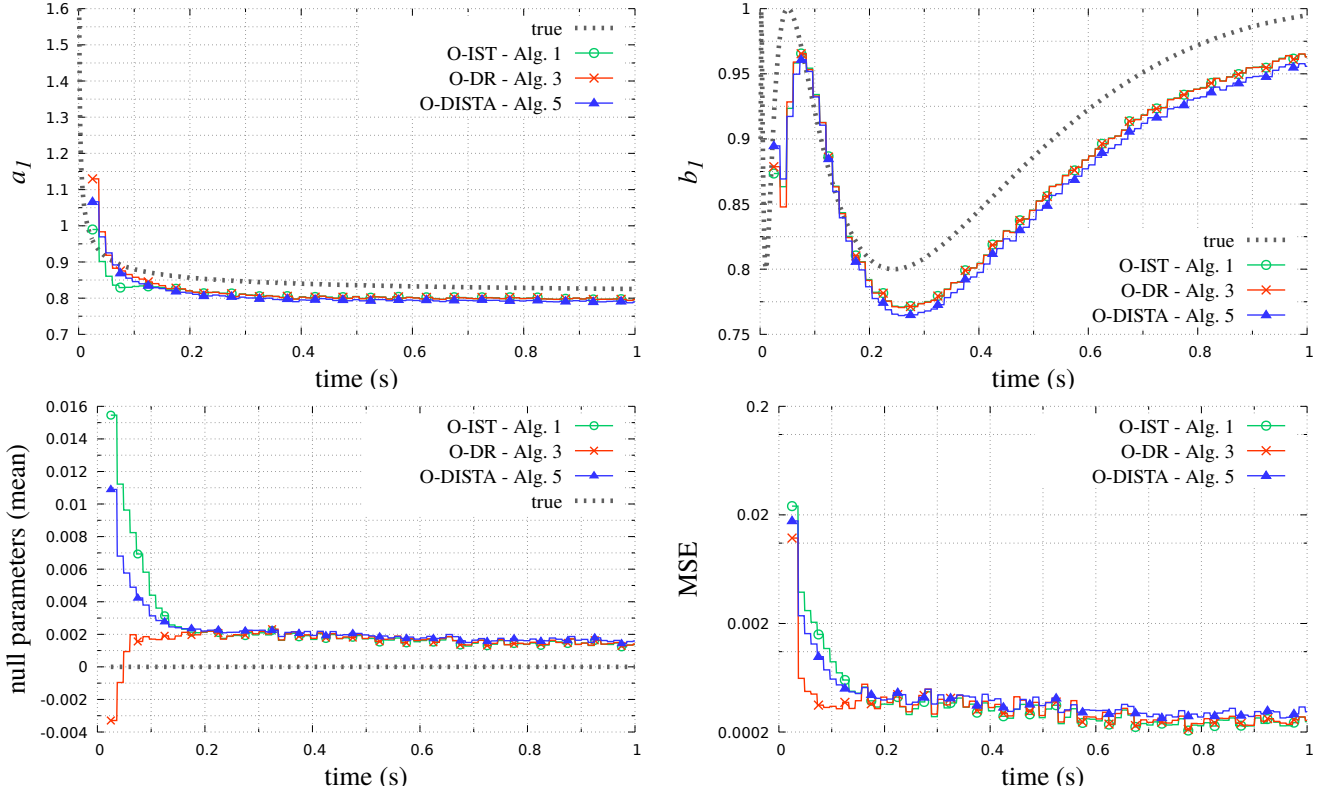 1.6
1.5
1.4
1.3
1.2
1.1
1
0.9
0.8
0.7
a1
true
O-IST - Alg. 1
O-DR - Alg. 3
O-DISTA - Alg. 5
0 0.2 0.4 0.6 0.8 1
time (s)
1
0.95
0.9
0.85
0.8
0.75
b1
true
O-IST - Alg. 1
O-DR - Alg. 3
O-DISTA - Alg. 5
0 0.2 0.4 0.6 0.8 1
time (s)
0.016
0.014
0.012
0.01
0.008
0.006
0.004
0.002
0
-0.002
-0.004
null parameters (mean)
O-IST - Alg. 1
O-DR - Alg. 3
O-DISTA - Alg. 5
true
0 0.2 0.4 0.6 0.8 1
time (s)
0.2
0.02
0.002
0.0002
MSE
O-IST - Alg. 1
O-DR - Alg. 3
O-DISTA - Alg. 5
0 0.2 0.4 0.6 0.8 1
time (s)